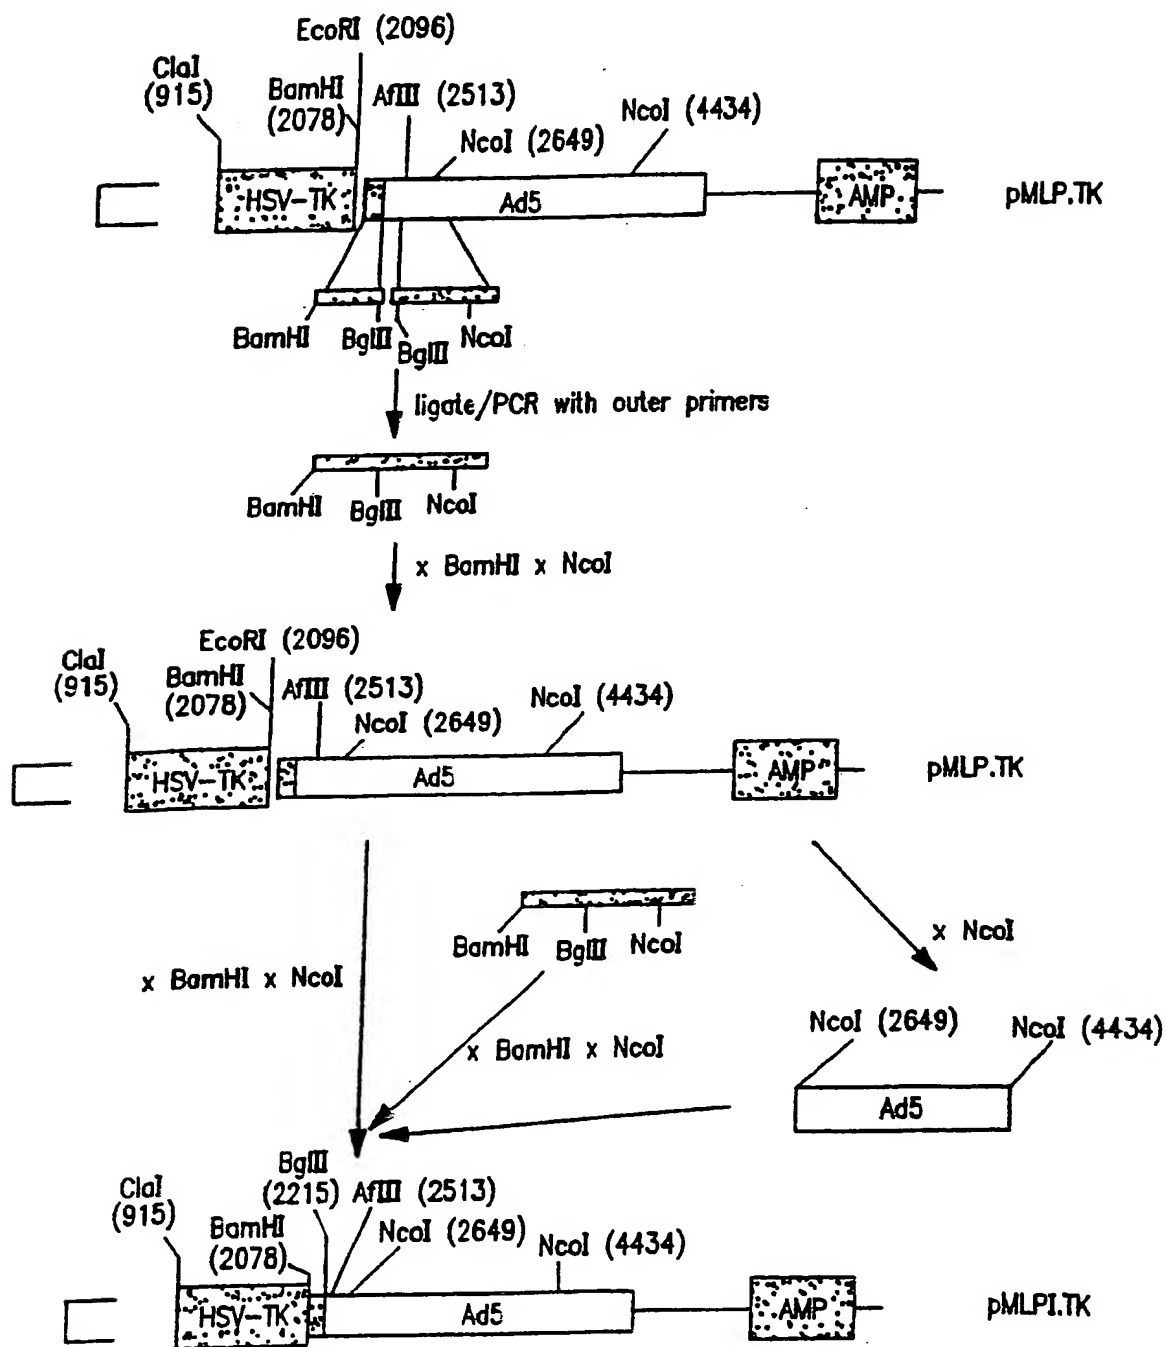 EcoRI (2096)
ClaI
(915)
BamHI
(2078)
AflII (2513)
NcoI (2649)
NcoI (4434)
HSV-TK
Ad5
AMP
pMLP.TK
BamHI
BglII
BglII
NcoI
ligate/PCR with outer primers
BamHI
BglII
NcoI
x BamHI x NcoI
EcoRI (2096)
ClaI
(915)
BamHI
(2078)
AflII (2513)
NcoI (2649)
NcoI (4434)
HSV-TK
Ad5
AMP
pMLP.TK
BamHI
BglII
NcoI
x NcoI
x BamHI x NcoI
x BamHI x NcoI
NcoI (2649)
NcoI (4434)
Ad5
BglII
(2215)
AflII (2513)
ClaI
(915)
BamHI
(2078)
NcoI (2649)
NcoI (4434)
HSV-TK
Ad5
AMP
pMLPI.TK